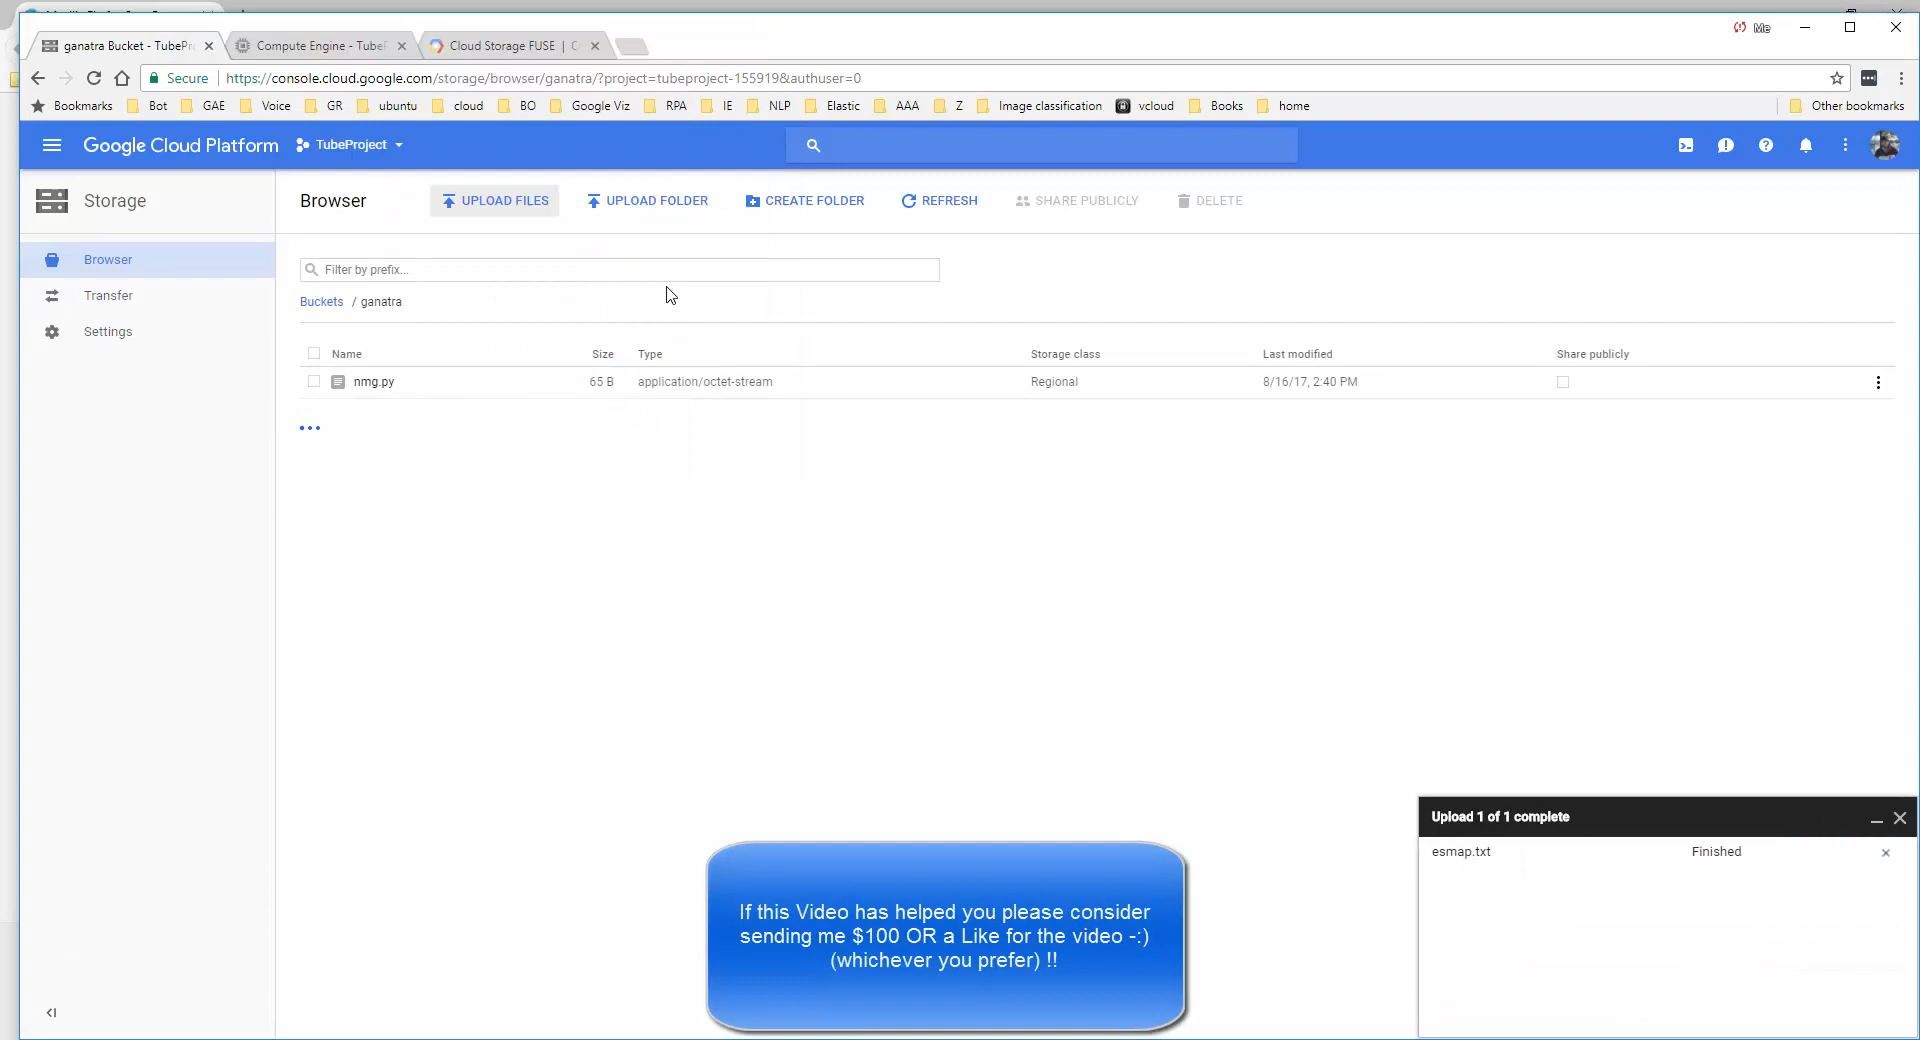 ganatra Bucket - TubePr
Compute Engine - TubeF
Cloud Storage FUSE |
Me
Secure
https://console.cloud.google.com/storage/browser/ganatra/?project=tubeproject-155919&authuser=0
Bookmarks Bot GAE Voice GR ubuntu cloud BO Google Viz RPA IE NLP Elastic AAA Z Image classification vcloud Books home Other bookmarks
Google Cloud Platform TubeProject
Storage
Browser UPLOAD FILES UPLOAD FOLDER CREATE FOLDER REFRESH SHARE PUBLICLY DELETE
Browser
Transfer
Settings
Filter by prefix...
Buckets / ganatra
Name Size Type Storage class Last modified Share publicly
nmg.py 65 B application/octet-stream Regional 8/16/17, 2:40 PM
Upload 1 of 1 complete
esmap.txt Finished
If this Video has helped you please consider
sending me $100 OR a Like for the video -:)
(whichever you prefer) !!